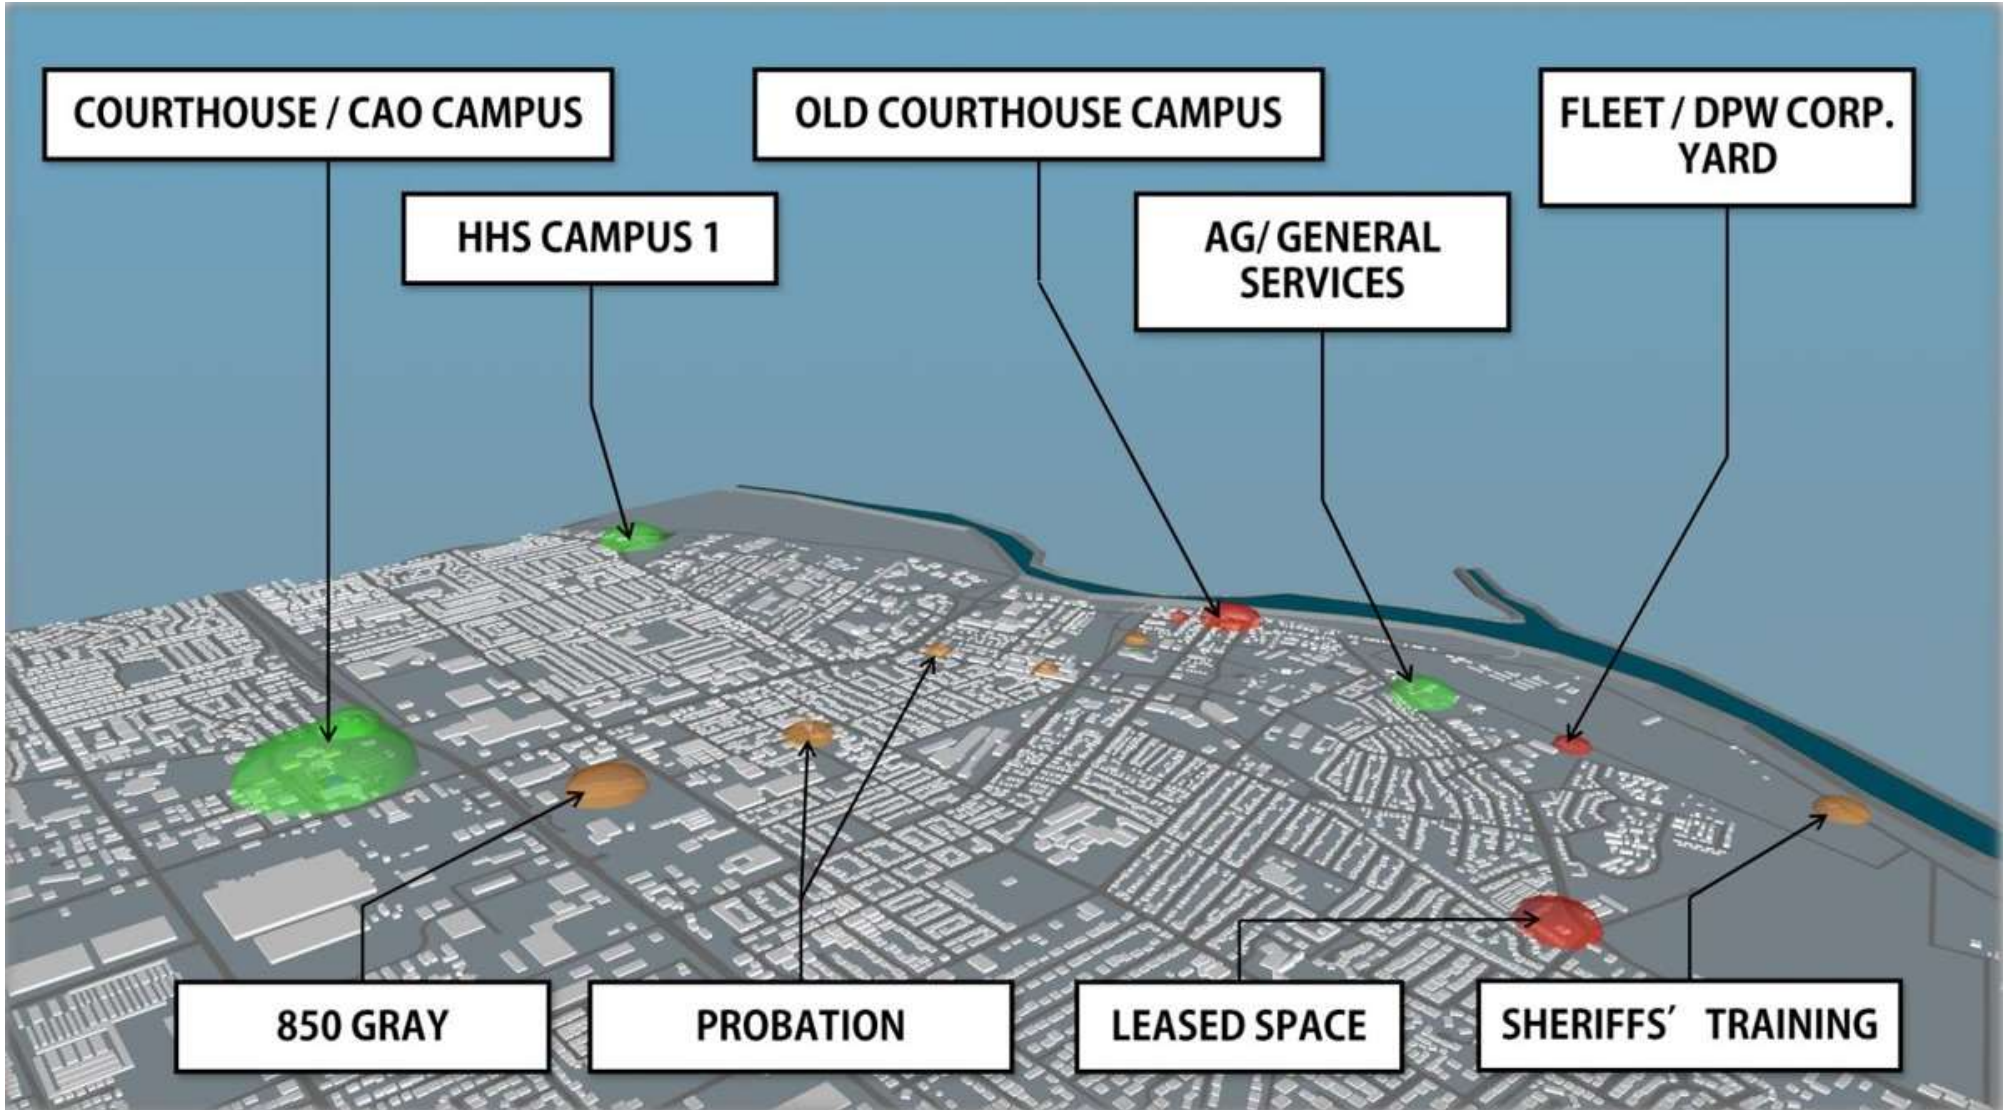 COURTHOUSE / CAO CAMPUS
OLD COURTHOUSE CAMPUS
FLEET / DPW CORP.
YARD
HHS CAMPUS 1
AG/ GENERAL
SERVICES
850 GRAY
PROBATION
LEASED SPACE
SHERIFFS′ TRAINING